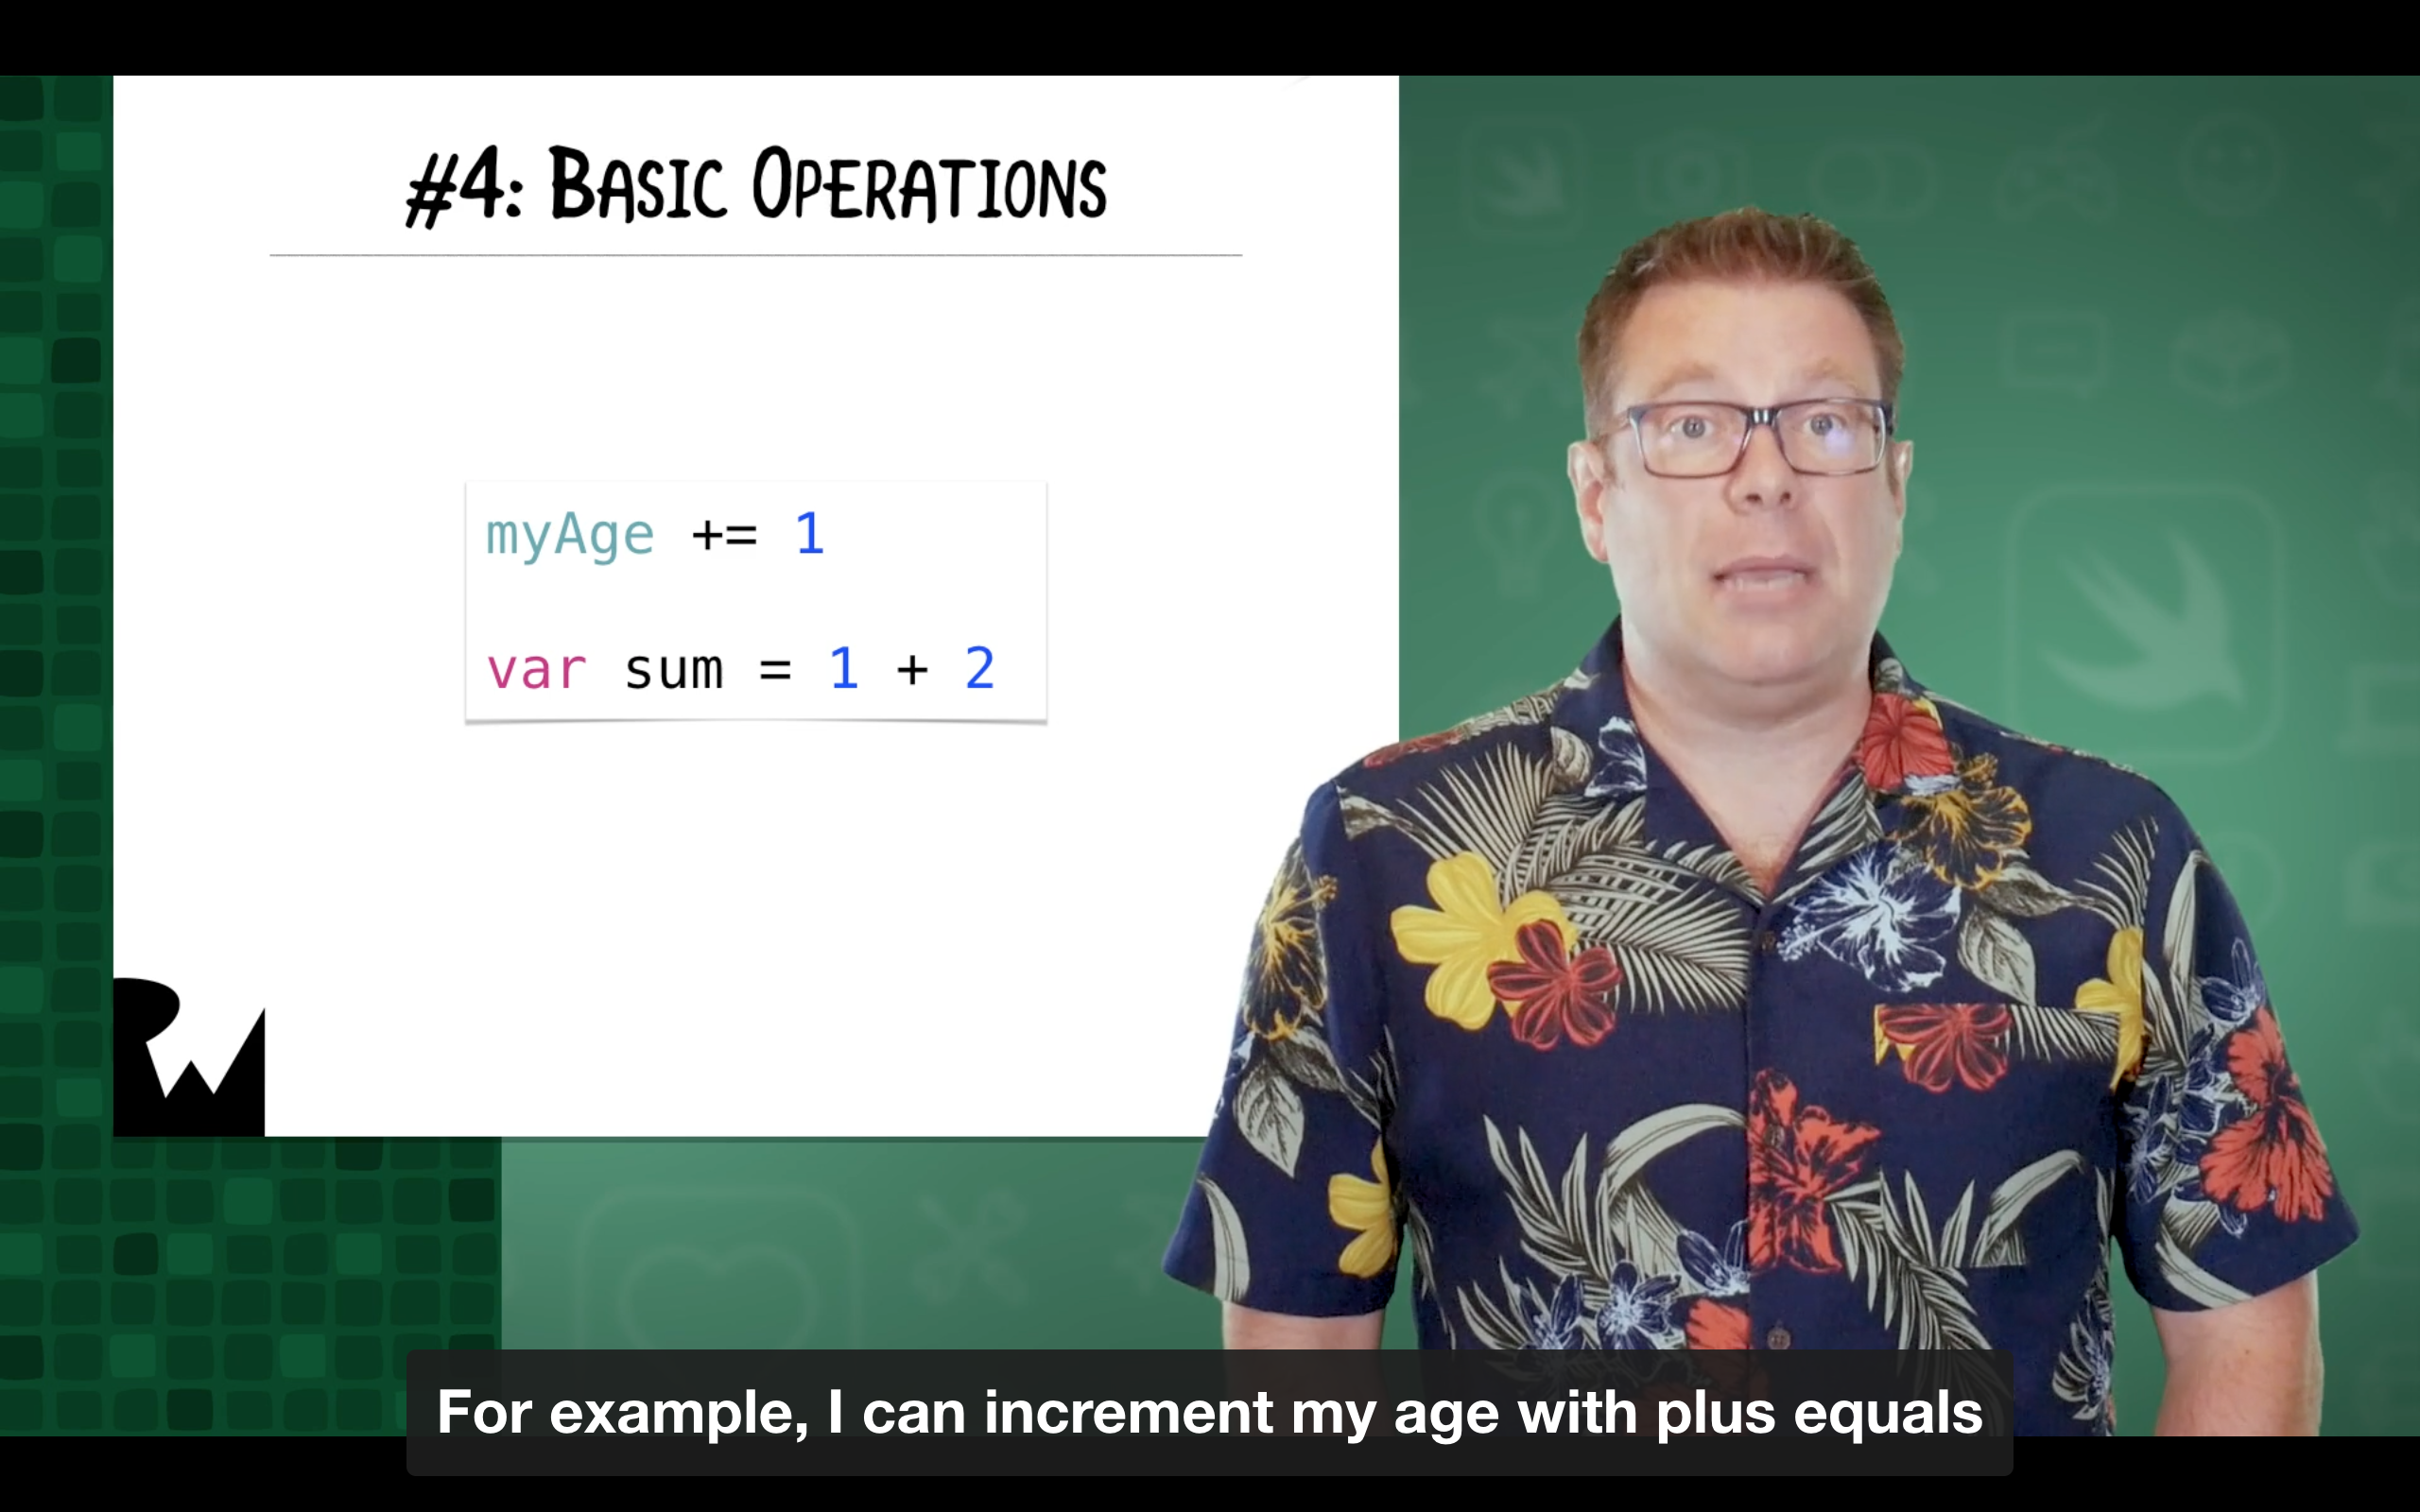 #4: BASIC OPERATIONS
myAge += 1
var sum = 1 + 2
RW
For example, I can increment my age with plus equals